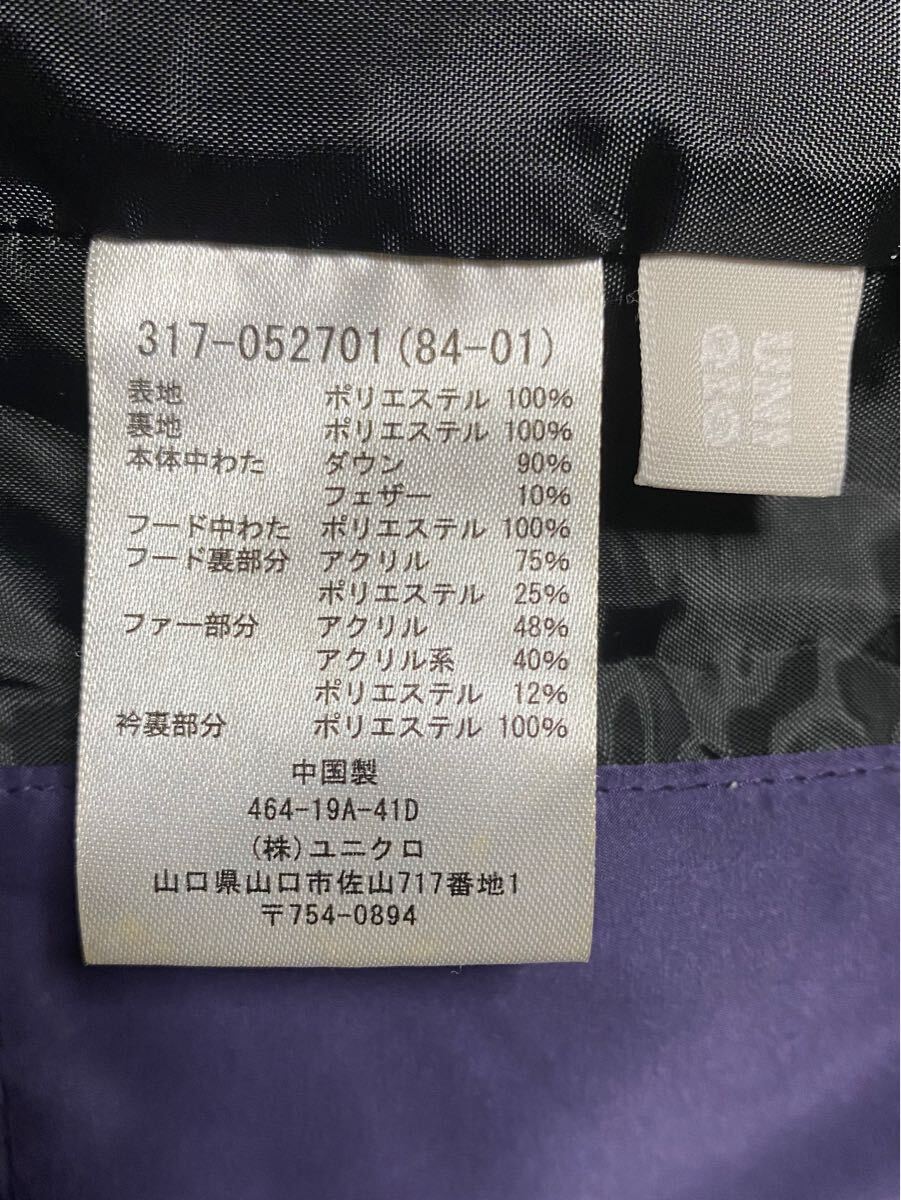 317-052701(84-01)
表地 ポリエステル 100%
裏地 ポリエステル 100%
本体中わた ダウン 90%
フェザー 10%
フード中わた ポリエステル 100%
フード裏部分 アクリル 75%
ポリエステル 25%
ファー部分 アクリル 48%
アクリル系 40%
ポリエステル 12%
衿裏部分 ポリエステル 100%
中国製
464-19A-41D
(株)ユニクロ
山口県山口市佐山717番地1
〒754-0894
UNI
QLO